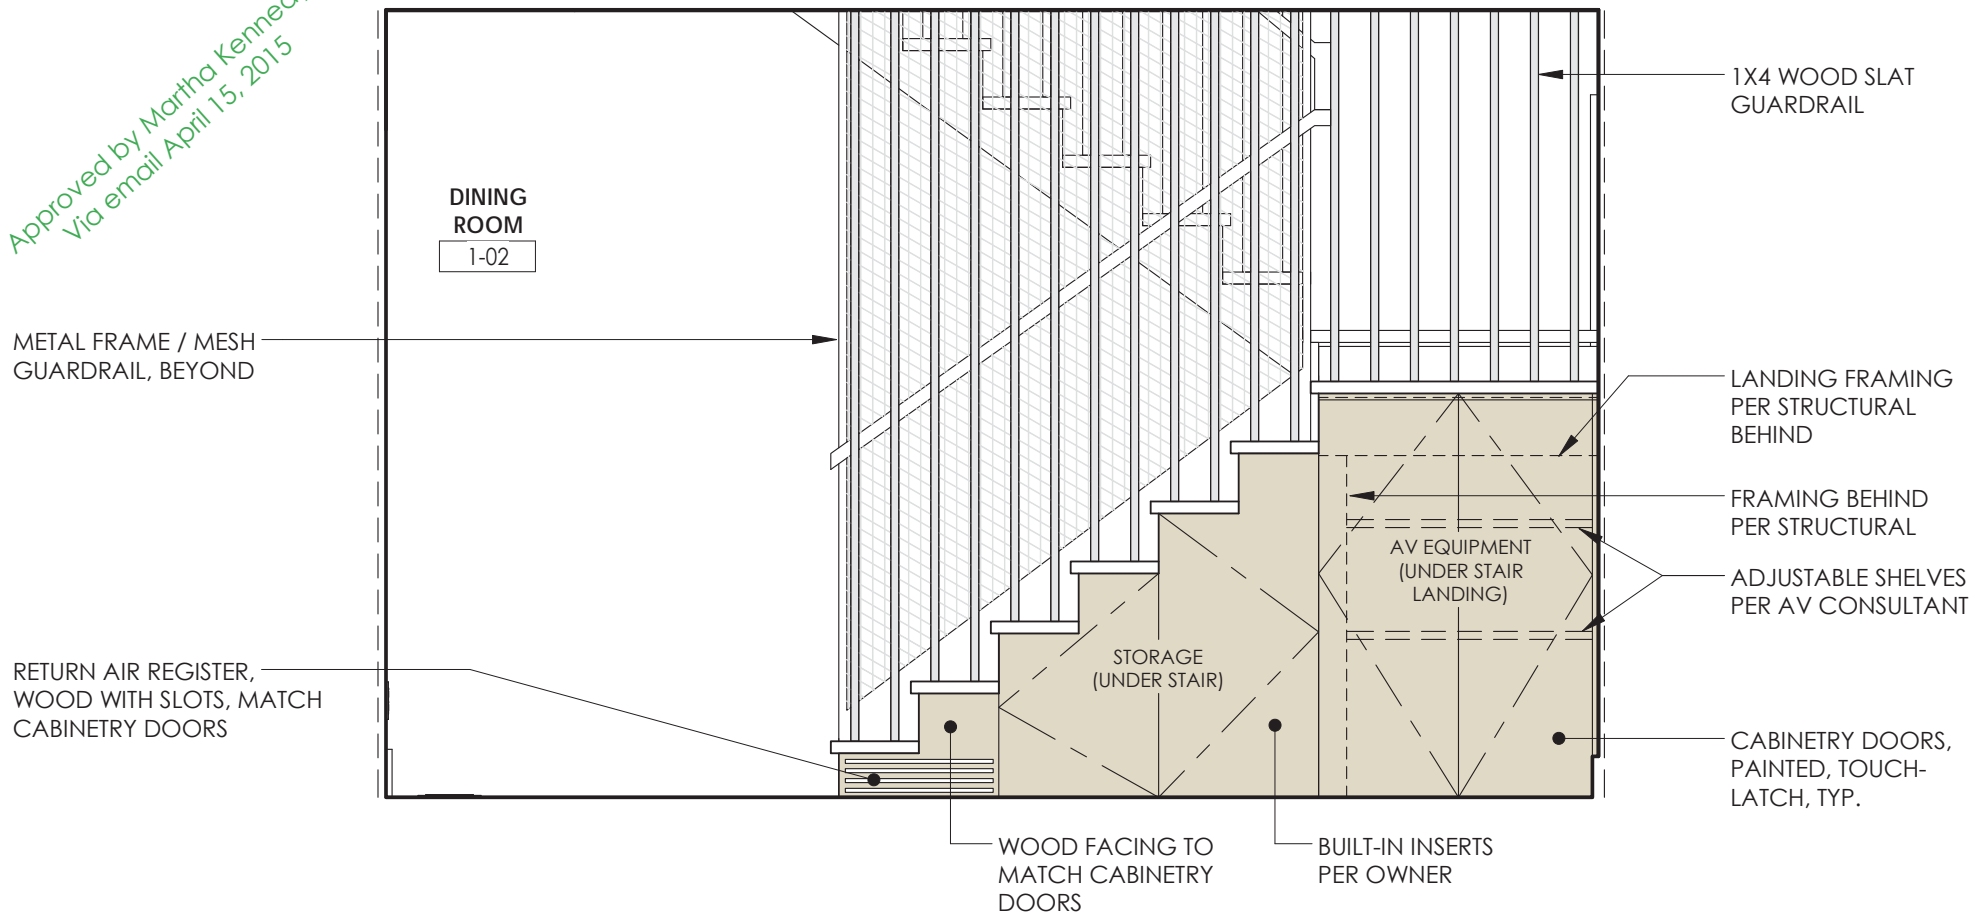 Approved by Martha
Via email April 15, 2015
DINING
ROOM
1-02
METAL FRAME / MESH
GUARDRAIL, BEYOND
RETURN AIR REGISTER,
WOOD WITH SLOTS, MATCH
CABINETRY DOORS
1X4 WOOD SLAT
GUARDRAIL
LANDING FRAMING
PER STRUCTURAL
BEHIND
FRAMING BEHIND
PER STRUCTURAL
ADJUSTABLE SHELVES
PER AV CONSULTANT
CABINETRY DOORS,
PAINTED, TOUCH-
LATCH, TYP.
AV EQUIPMENT
(UNDER STAIR
LANDING)
STORAGE
(UNDER STAIR)
WOOD FACING TO
MATCH CABINETRY
DOORS
BUILT-IN INSERTS
PER OWNER